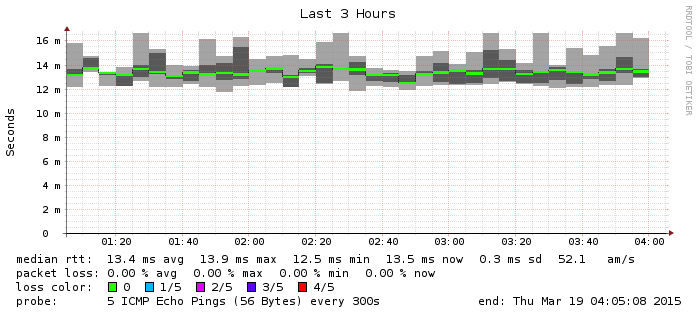 Last 3 Hours
RRDTOOL / TOBI OETIKER
Seconds
16 m
14 m
12 m
10 m
8 m
6 m
4 m
2 m
0
01:20 01:40 02:00 02:20 02:40 03:00 03:20 03:40 04:00
median rtt: 13.4 ms avg 13.9 ms max 12.5 ms min 13.5 ms now 0.3 ms sd 52.1 am/s
packet loss: 0.00 % avg 0.00 % max 0.00 % min 0.00 % now
loss color: 0 1/5 2/5 3/5 4/5
probe: 5 ICMP Echo Pings (56 Bytes) every 300s end: Thu Mar 19 04:05:08 2015